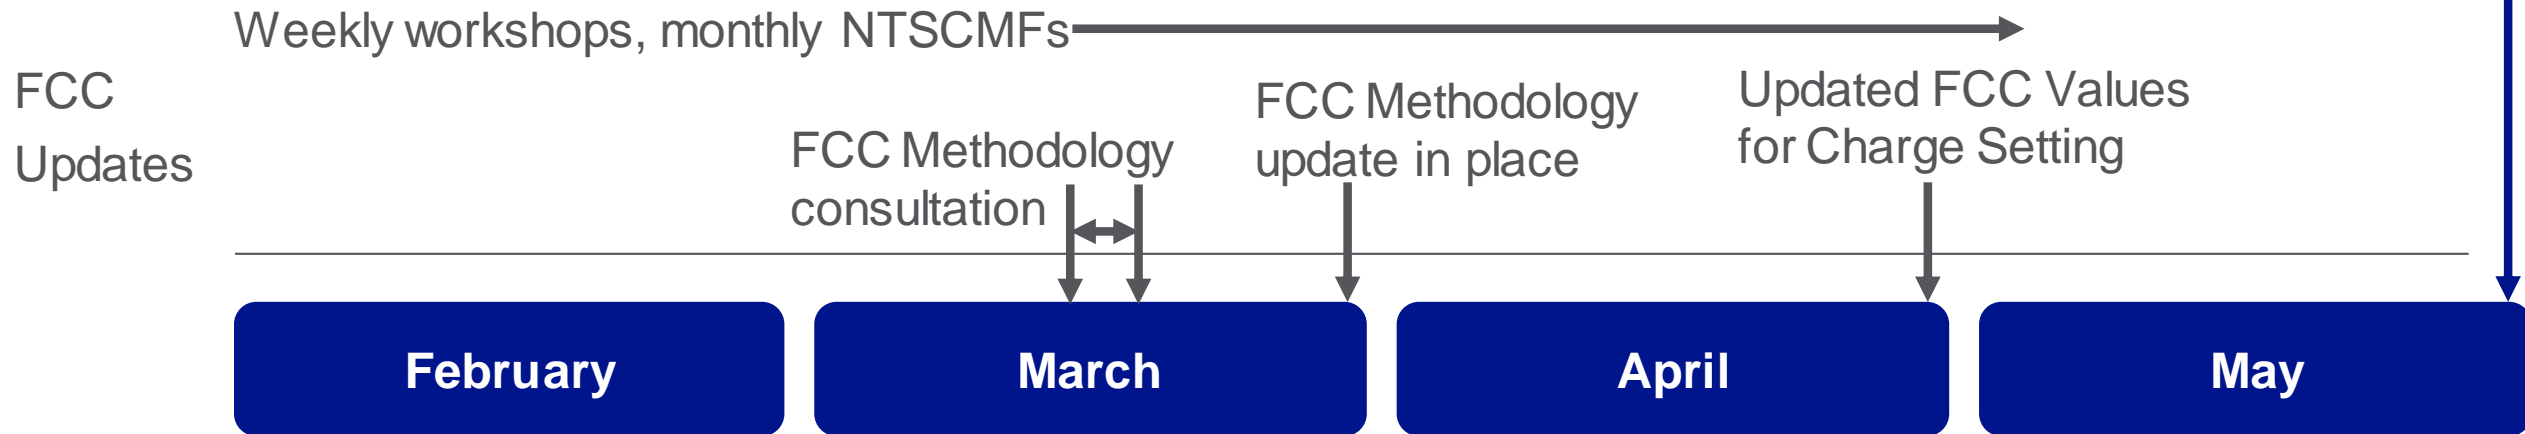 Weekly workshops, monthly NTSCMFs
FCC
Updates
FCC Methodology
consultation
FCC Methodology
update in place
Updated FCC Values
for Charge Setting
February
March
April
May